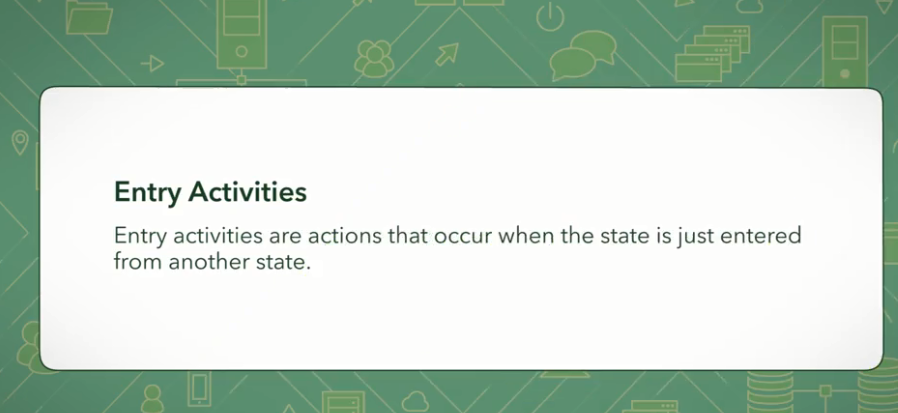 Entry Activities
Entry activities are actions that occur when the state is just entered
from another state.